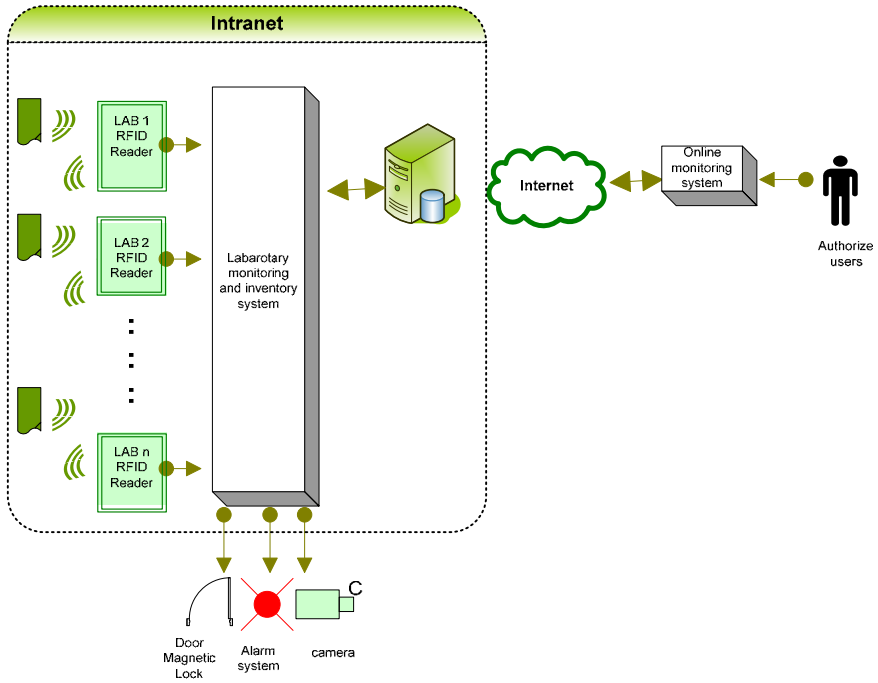 Intranet
LAB 1
RFID
Reader
LAB 2
RFID
Reader
LAB n
RFID
Reader
Labarotary
monitoring
and inventory
system
Internet
Online
monitoring
system
Authorize
users
Door
Magnetic
Lock
Alarm
system
C
camera